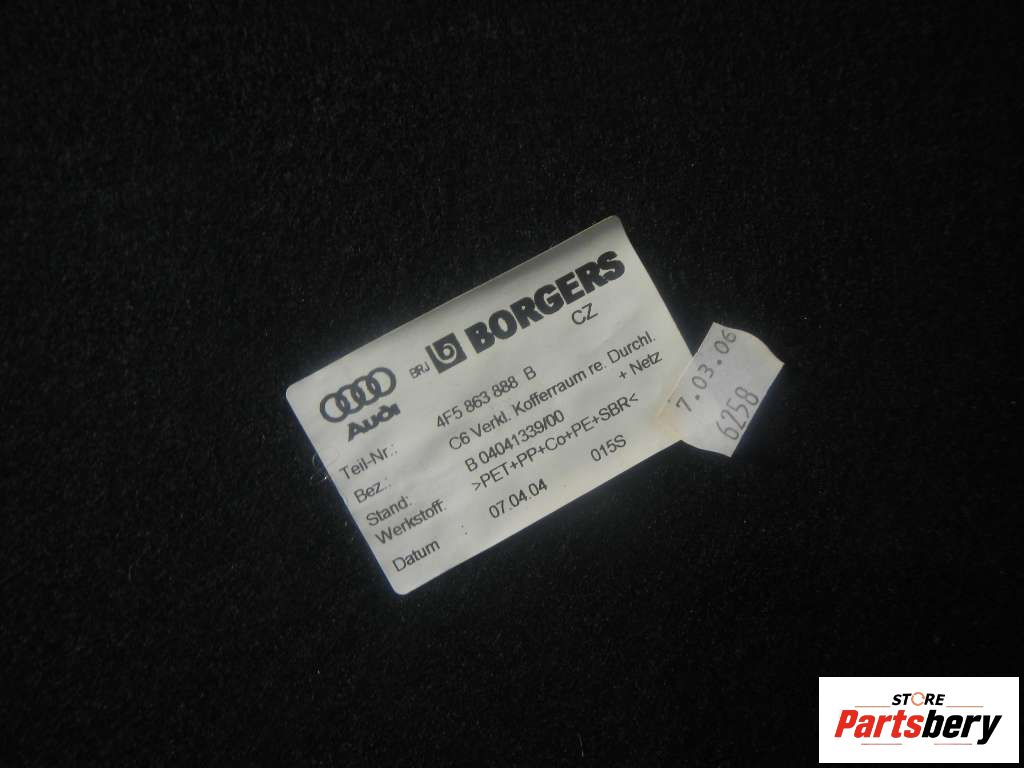 BRJ BORGERS
CZ
Audi
Teil-Nr.: 4F5 863 888 B
Bez.: C6 Verkl. Kofferraum re. Durchl.
+ Netz
Stand: B 04041339/00
Werkstoff: >PET+PP+Co+PE+SBR<
015S
Datum : 07.04.04
7.03.06
6258
STORE
Partsbery